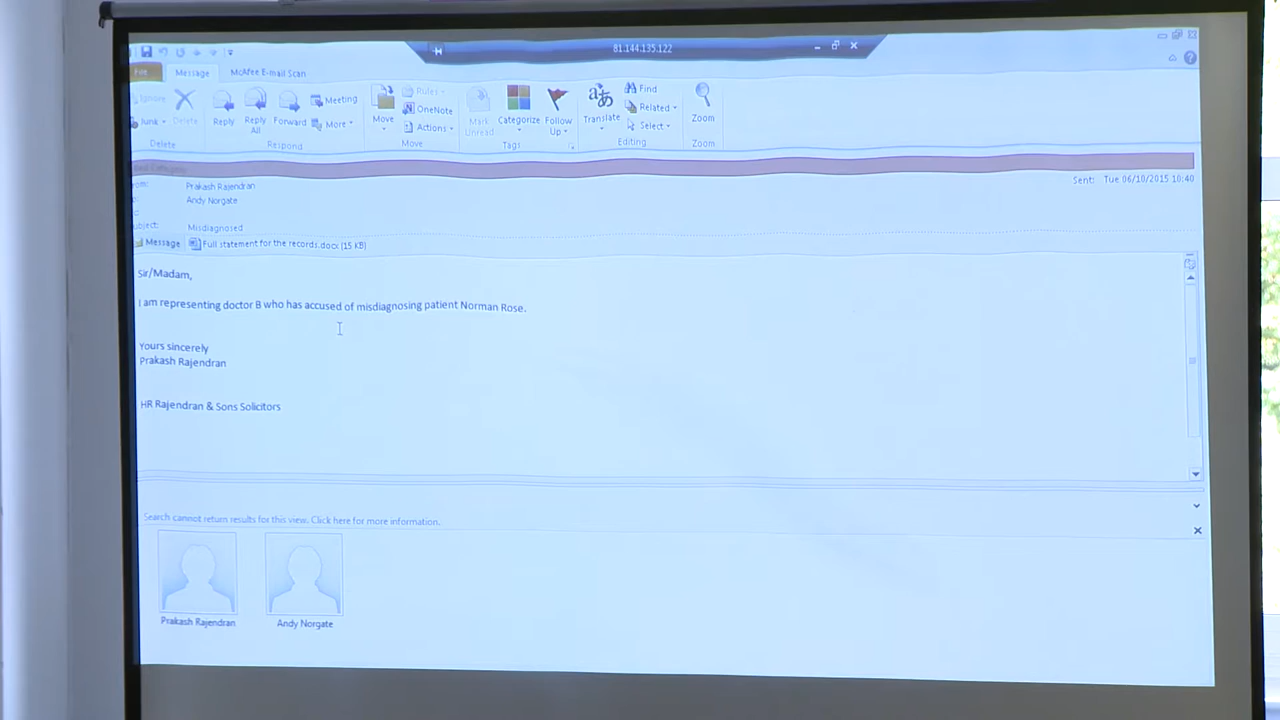 81.144.135.122
File
Message
McAfee E-mail Scan
Ignore
Junk
Delete
Reply
Reply All
Forward
Meeting
More
Move
Rules
OneNote
Actions
Mark Unread
Categorize
Follow Up
Translate
Find
Related
Select
Zoom
Delete
Respond
Move
Tags
Editing
Zoom
Prakash Rajendran
Sent: Tue 06/10/2015 10:40
Andy Norgate
ubject: Misdiagnosed
Message Full statement for the records.docx (15 KB)
Sir/Madam,
I am representing doctor B who has accused of misdiagnosing patient Norman Rose.
Yours sincerely
Prakash Rajendran
HR Rajendran & Sons Solicitors
Search cannot return results for this view. Click here for more information.
Prakash Rajendran
Andy Norgate